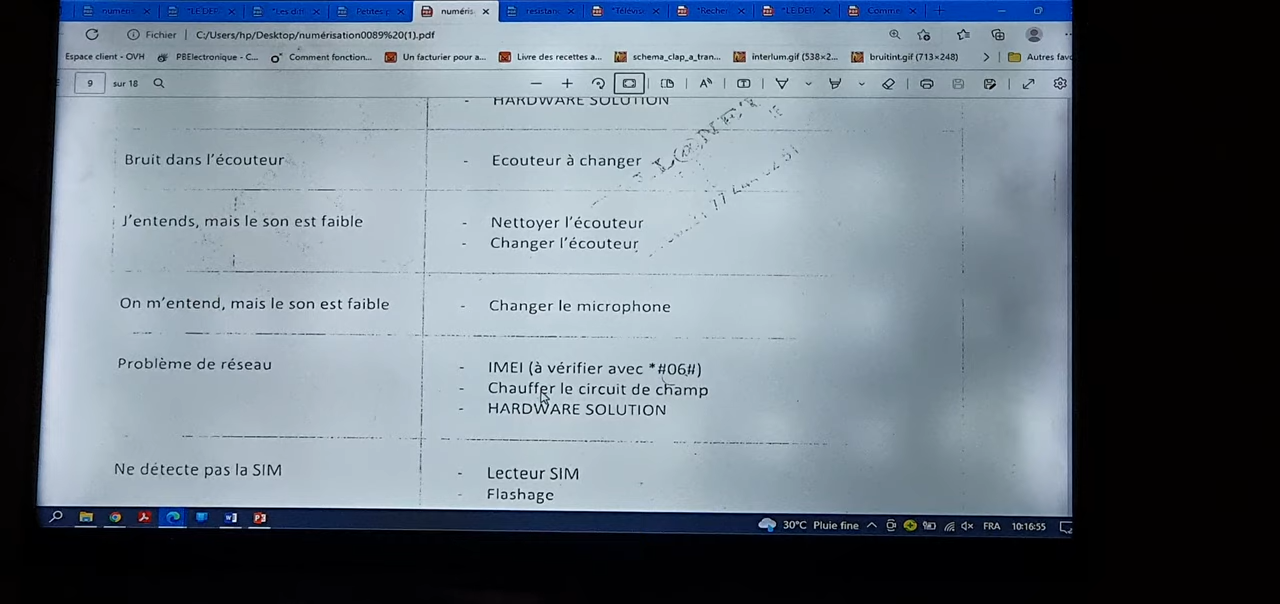 numéris
Fichier C:/Users/hp/Desktop/numérisation0089%20(1).pdf
Espace client - OVH PBElectronique - C... Comment fonction... Un facturier pour a... Livre des recettes a... schema_clap_a_tran... interlum.gif (538×2... bruitint.gif (713×248) Autres favo
9 sur 18
HARDWARE SOLUTION
Bruit dans l'écouteur - Ecouteur à changer
J'entends, mais le son est faible - Nettoyer l'écouteur
- Changer l'écouteur
On m'entend, mais le son est faible - Changer le microphone
Problème de réseau - IMEI (à vérifier avec *#06#)
- Chauffer le circuit de champ
- HARDWARE SOLUTION
Ne détecte pas la SIM - Lecteur SIM
- Flashage
30°C Pluie fine FRA 10:16:55